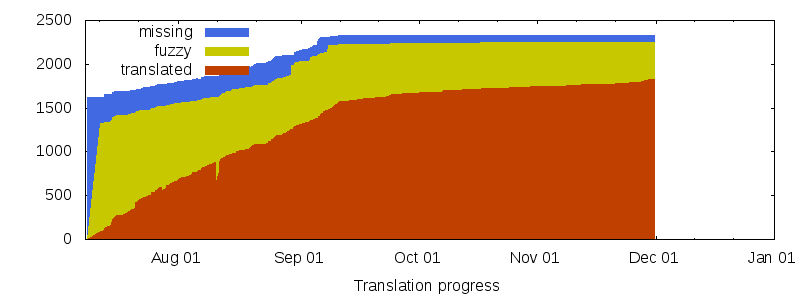 2500
missing
fuzzy
2000
translated
1500
1000
500
0
Aug 01 Sep 01 Oct 01 Nov 01 Dec 01 Jan 01
Translation progress